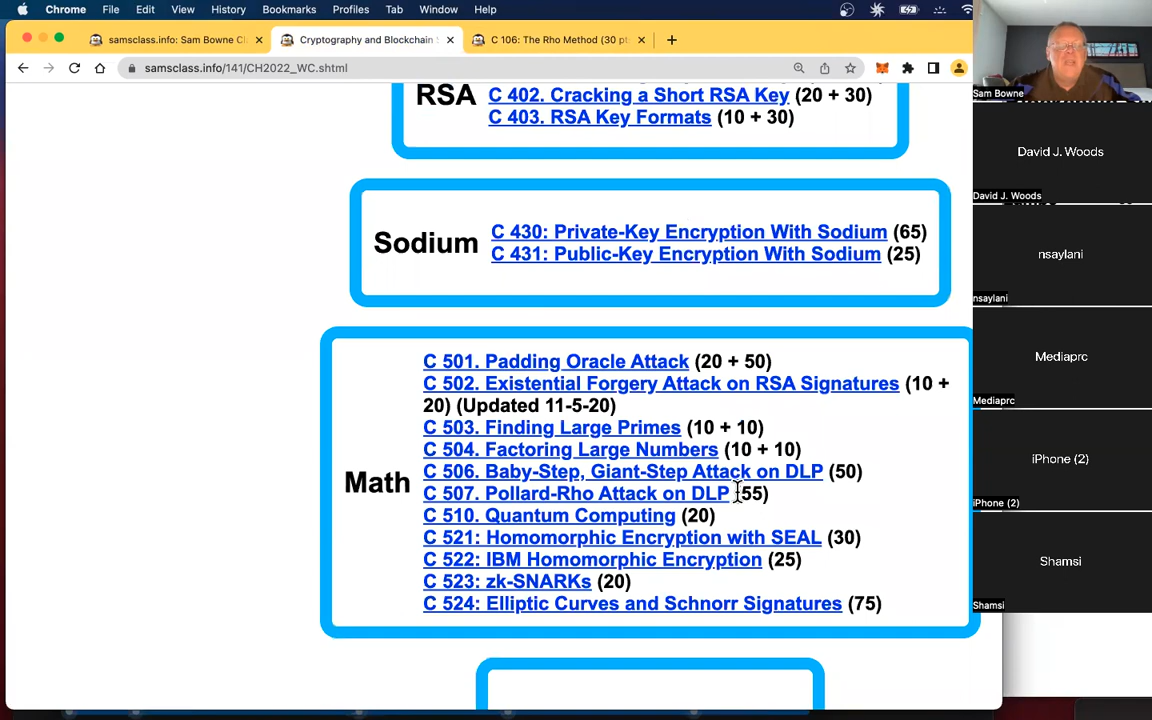 Chrome File Edit View History Bookmarks Profiles Tab Window Help
samsclass.info: Sam Bowne Cl
Cryptography and Blockchain
C 106: The Rho Method (30 pt
samsclass.info/141/CH2022_WC.shtml
RSA
C 402. Cracking a Short RSA Key (20 + 30)
C 403. RSA Key Formats (10 + 30)
Sodium
C 430: Private-Key Encryption With Sodium (65)
C 431: Public-Key Encryption With Sodium (25)
Math
C 501. Padding Oracle Attack (20 + 50)
C 502. Existential Forgery Attack on RSA Signatures (10 +
20) (Updated 11-5-20)
C 503. Finding Large Primes (10 + 10)
C 504. Factoring Large Numbers (10 + 10)
C 506. Baby-Step, Giant-Step Attack on DLP (50)
C 507. Pollard-Rho Attack on DLP (55)
C 510. Quantum Computing (20)
C 521: Homomorphic Encryption with SEAL (30)
C 522: IBM Homomorphic Encryption (25)
C 523: zk-SNARKs (20)
C 524: Elliptic Curves and Schnorr Signatures (75)
Sam Bowne
David J. Woods
David J. Woods
nsaylani
nsaylani
Mediaprc
Mediaprc
iPhone (2)
iPhone (2)
Shamsi
Shamsi